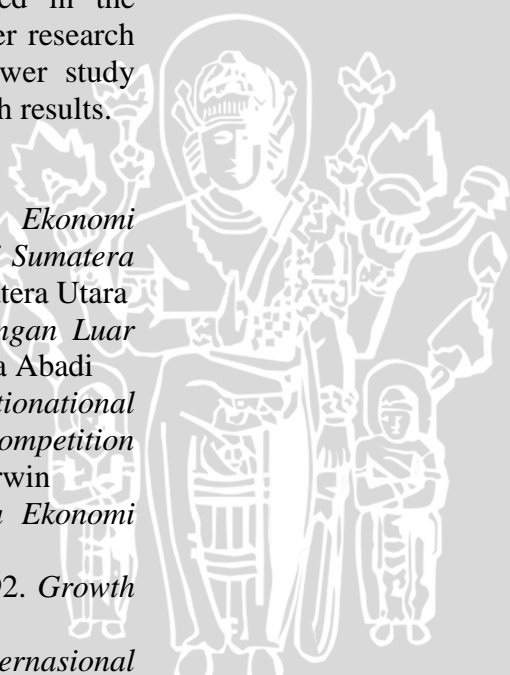 ed in the
er research
wer study
h results.
Ekonomi
i Sumatera
tera Utara
ngan Luar
a Abadi
tionational
ompetition
rwin
a Ekonomi
02. Growth
ernasional